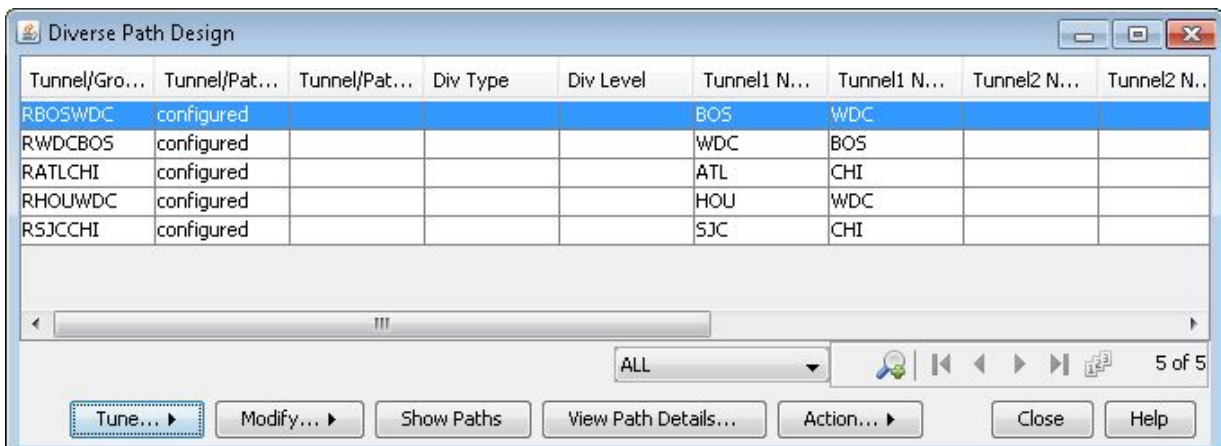 Diverse Path Design
Tunnel/Gro... Tunnel/Pat... Tunnel/Pat... Div Type Div Level Tunnel1 N... Tunnel1 N... Tunnel2 N... Tunnel2 N..
RBOSWDC configured BOS WDC
RWDCBOS configured WDC BOS
RATLCHI configured ATL CHI
RHOUWDC configured HOU WDC
RSJCCHI configured SJC CHI
ALL 5 of 5
Tune... Modify... Show Paths View Path Details... Action... Close Help